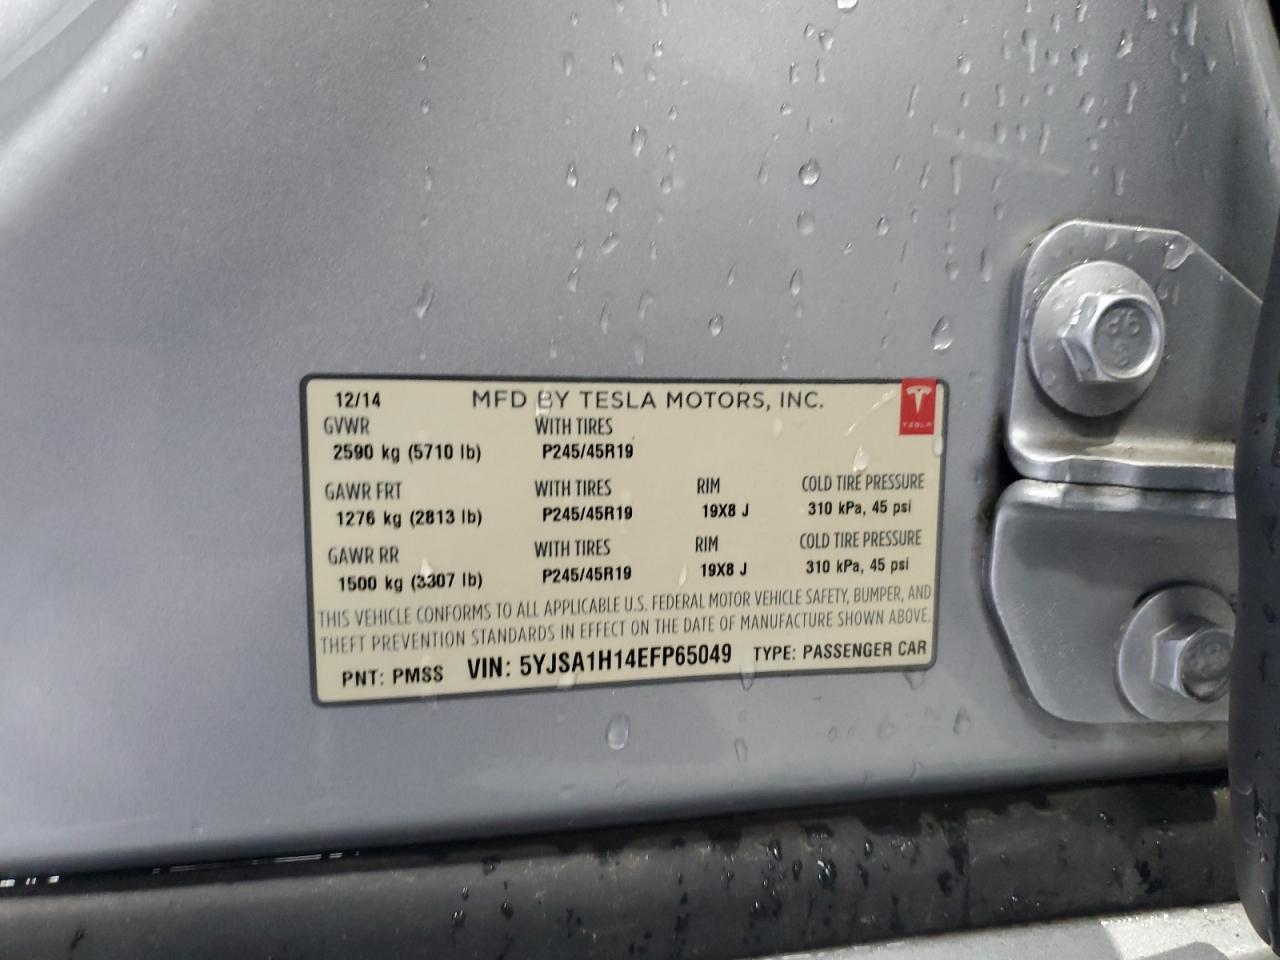 12/14 MFD BY TESLA MOTORS, INC.
TESLA
GVWR WITH TIRES
2590 kg (5710 lb) P245/45R19
GAWR FRT WITH TIRES RIM COLD TIRE PRESSURE
1276 kg (2813 lb) P245/45R19 19X8 J 310 kPa, 45 psi
GAWR RR WITH TIRES RIM COLD TIRE PRESSURE
1500 kg (3307 lb) P245/45R19 19X8 J 310 kPa, 45 psi
THIS VEHICLE CONFORMS TO ALL APPLICABLE U.S. FEDERAL MOTOR VEHICLE SAFETY, BUMPER, AND
THEFT PREVENTION STANDARDS IN EFFECT ON THE DATE OF MANUFACTURE SHOWN ABOVE.
PNT: PMSS VIN: 5YJSA1H14EFP65049 TYPE: PASSENGER CAR